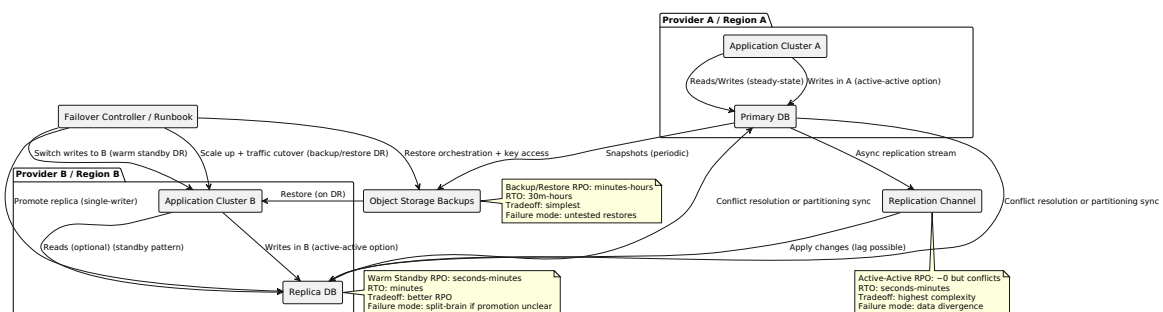 Provider A / Region A
Application Cluster A
Reads/Writes (steady-state)
Writes in A (active-active option)
Failover Controller / Runbook
Primary DB
Switch writes to B (warm standby DR)
Scale up + traffic cutover (backup/restore DR)
Restore orchestration + key access
Snapshots (periodic)
Async replication stream
Provider B / Region B
Promote replica (single-writer)
Application Cluster B
Restore (on DR)
Object Storage Backups
Backup/Restore RPO: minutes-hours
RTO: 30m-hours
Tradeoff: simplest
Failure mode: untested restores
Conflict resolution or partitioning sync
Replication Channel
Conflict resolution or partitioning sync
Reads (optional) (standby pattern)
Writes in B (active-active option)
Apply changes (lag possible)
Replica DB
Warm Standby RPO: seconds-minutes
RTO: minutes
Tradeoff: better RPO
Failure mode: split-brain if promotion unclear
Active-Active RPO: ~0 but conflicts
RTO: seconds-minutes
Tradeoff: highest complexity
Failure mode: data divergence